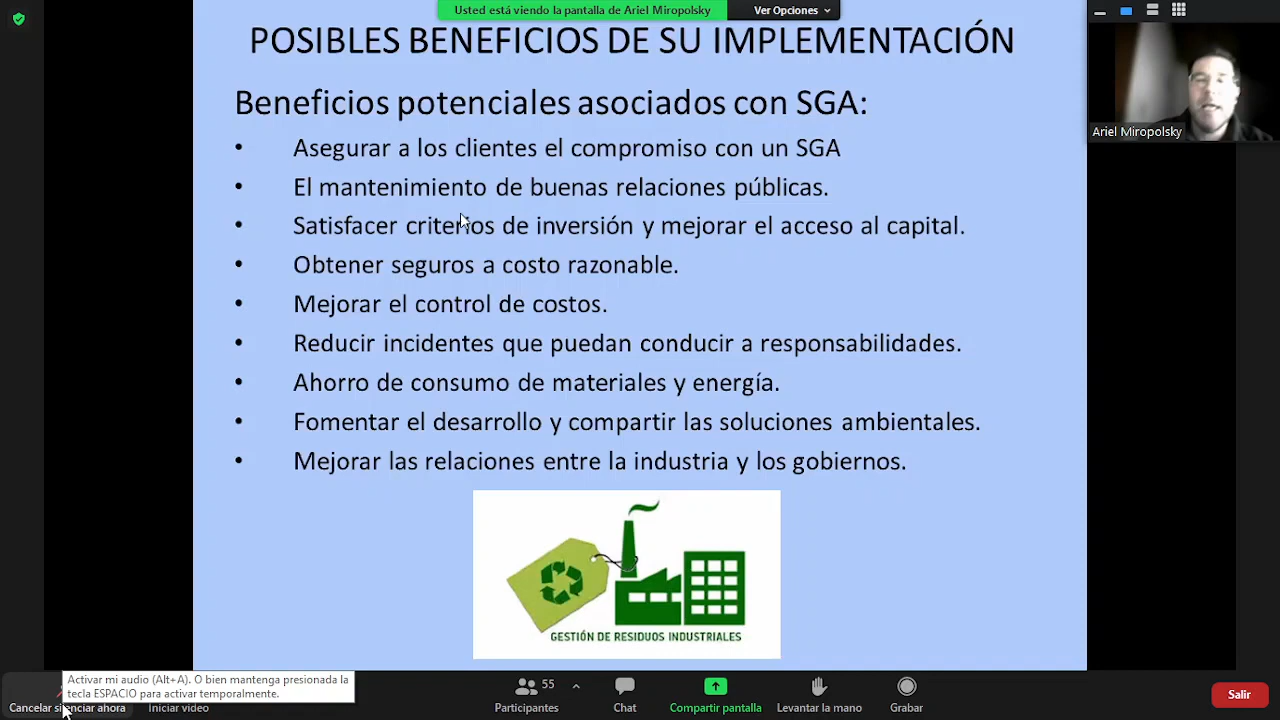 Usted está viendo la pantalla de Ariel Miropolsky
Ver Opciones
POSIBLES BENEFICIOS DE SU IMPLEMENTACIÓN
Beneficios potenciales asociados con SGA:
• Asegurar a los clientes el compromiso con un SGA
• El mantenimiento de buenas relaciones públicas.
• Satisfacer criterios de inversión y mejorar el acceso al capital.
• Obtener seguros a costo razonable.
• Mejorar el control de costos.
• Reducir incidentes que puedan conducir a responsabilidades.
• Ahorro de consumo de materiales y energía.
• Fomentar el desarrollo y compartir las soluciones ambientales.
• Mejorar las relaciones entre la industria y los gobiernos.
GESTIÓN DE RESIDUOS INDUSTRIALES
Ariel Miropolsky
Activar mi audio (Alt+A). O bien mantenga presionada la
tecla ESPACIO para activar temporalmente.
Cancelar silenciar ahora
Iniciar video
55
Participantes
Chat
Compartir pantalla
Levantar la mano
Grabar
Salir